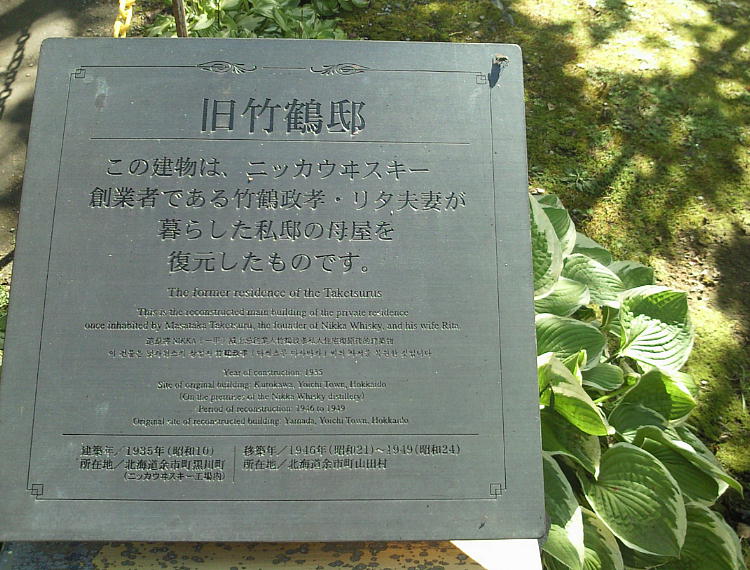 旧竹鶴邸
この建物は、ニッカウヰスキー
創業者である竹鶴政孝・リタ夫妻が
暮らした私邸の母屋を
復元したものです。
The former residence of the Taketsurus
This is the reconstructed main building of the private residence
once inhabited by Masataka Taketsuru, the founder of Nikka Whisky, and his wife Rita.
Year of construction: 1935
Site of original building: Kurokawa, Yoichi Town, Hokkaido
(On the premises of the Nikka Whisky distillery)
Period of reconstruction: 1946 to 1949
Original site of reconstructed building: Yamada, Yoichi Town, Hokkaido
建築年／1935年(昭和10)
所在地／北海道余市町黒川町
(ニッカウヰスキー工場内)
移築年／1946年(昭和21)～1949(昭和24)
所在地／北海道余市町山田村